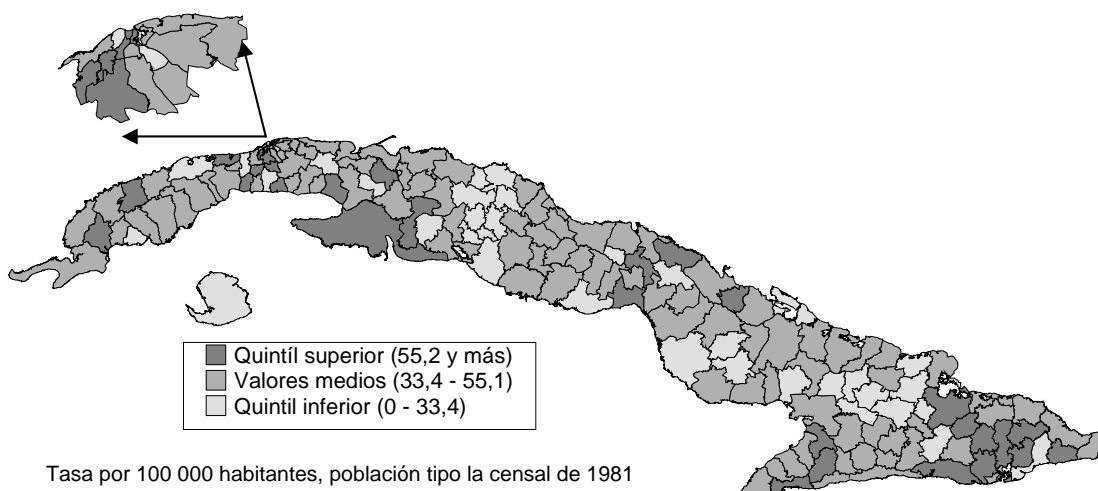 Quintíl superior (55,2 y más)
Valores medios (33,4 - 55,1)
Quintil inferior (0 - 33,4)
Tasa por 100 000 habitantes, población tipo la censal de 1981